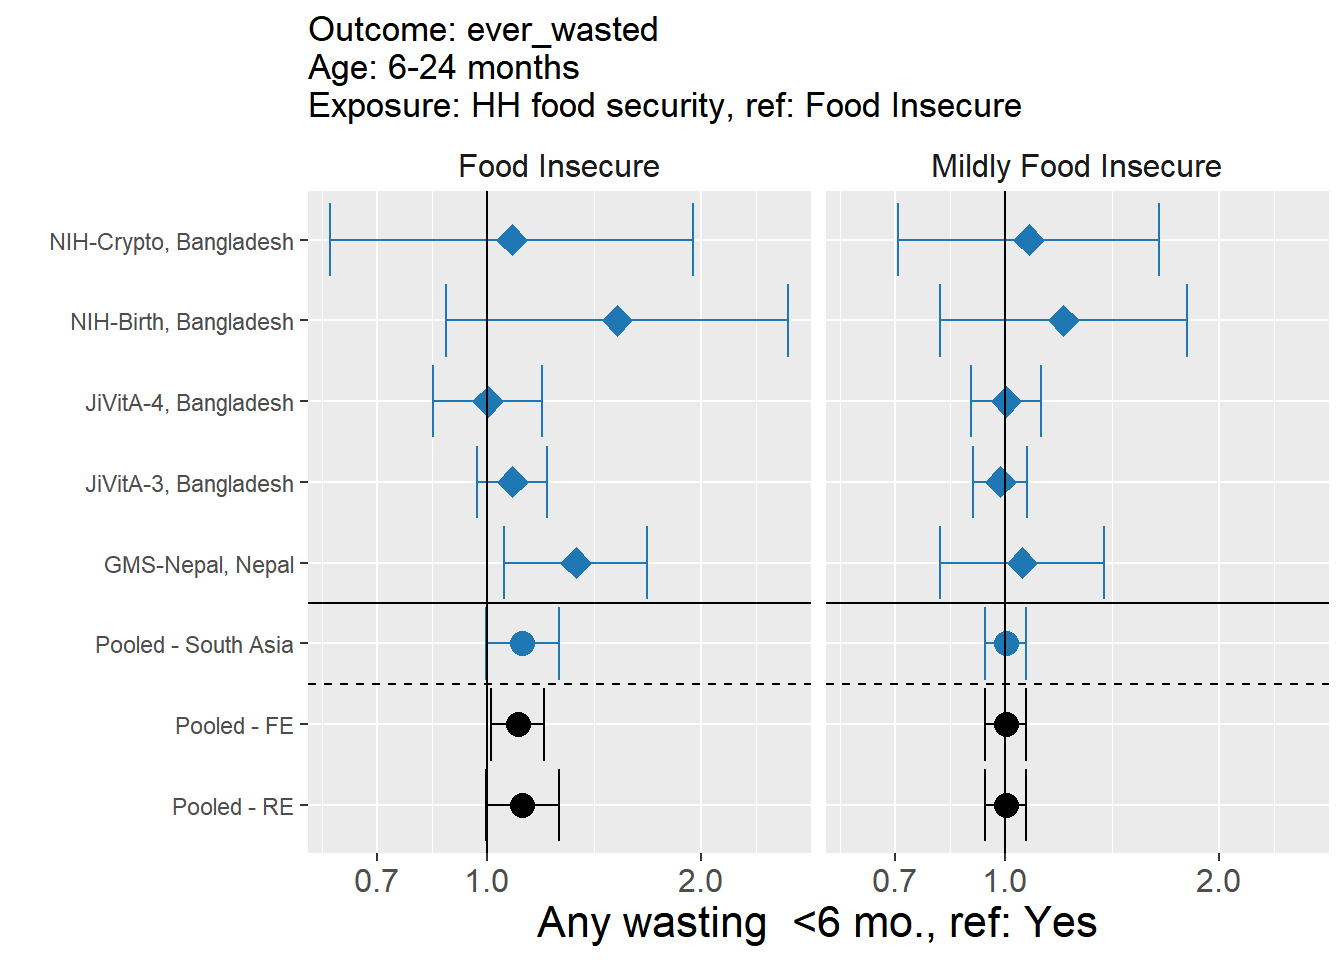 Outcome: ever_wasted
Age: 6-24 months
Exposure: HH food security, ref: Food Insecure
Food Insecure
Mildly Food Insecure
NIH-Crypto, Bangladesh
NIH-Birth, Bangladesh
JiVitA-4, Bangladesh
JiVitA-3, Bangladesh
GMS-Nepal, Nepal
Pooled - South Asia
Pooled - FE
Pooled - RE
0.7 1.0 2.0 0.7 1.0 2.0
Any wasting  <6 mo., ref: Yes